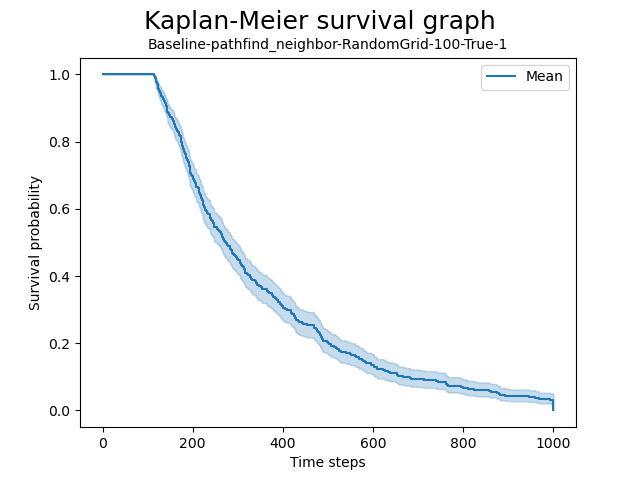 Kaplan-Meier survival graph
Baseline-pathfind_neighbor-RandomGrid-100-True-1
Mean
1.0
0.8
0.6
0.4
0.2
0.0
Survival probability
0 200 400 600 800 1000
Time steps